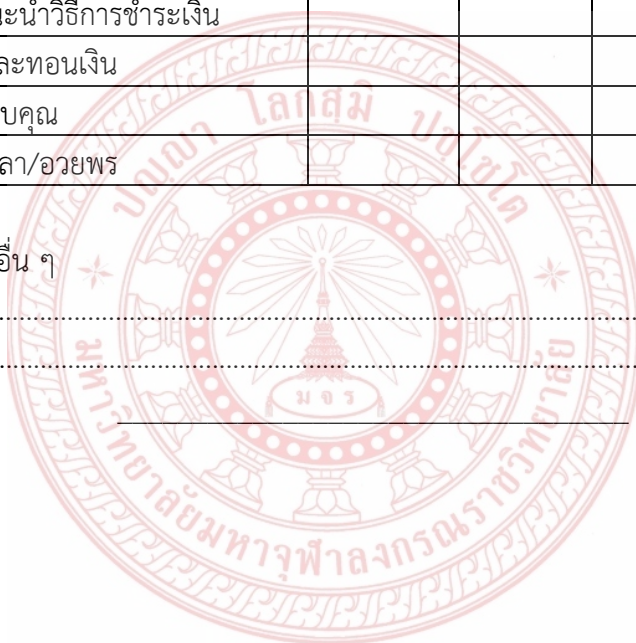 ะนำวิธีการชำระเงิน
ละทอนเงิน
บคุณ
ลา/อวยพร
อื่น ๆ
ปญฺญา โลกสฺมิ ปชฺโชโต
ม จ ร
มหาวิทยาลัยมหาจุฬาลงกรณราชวิทยาลัย